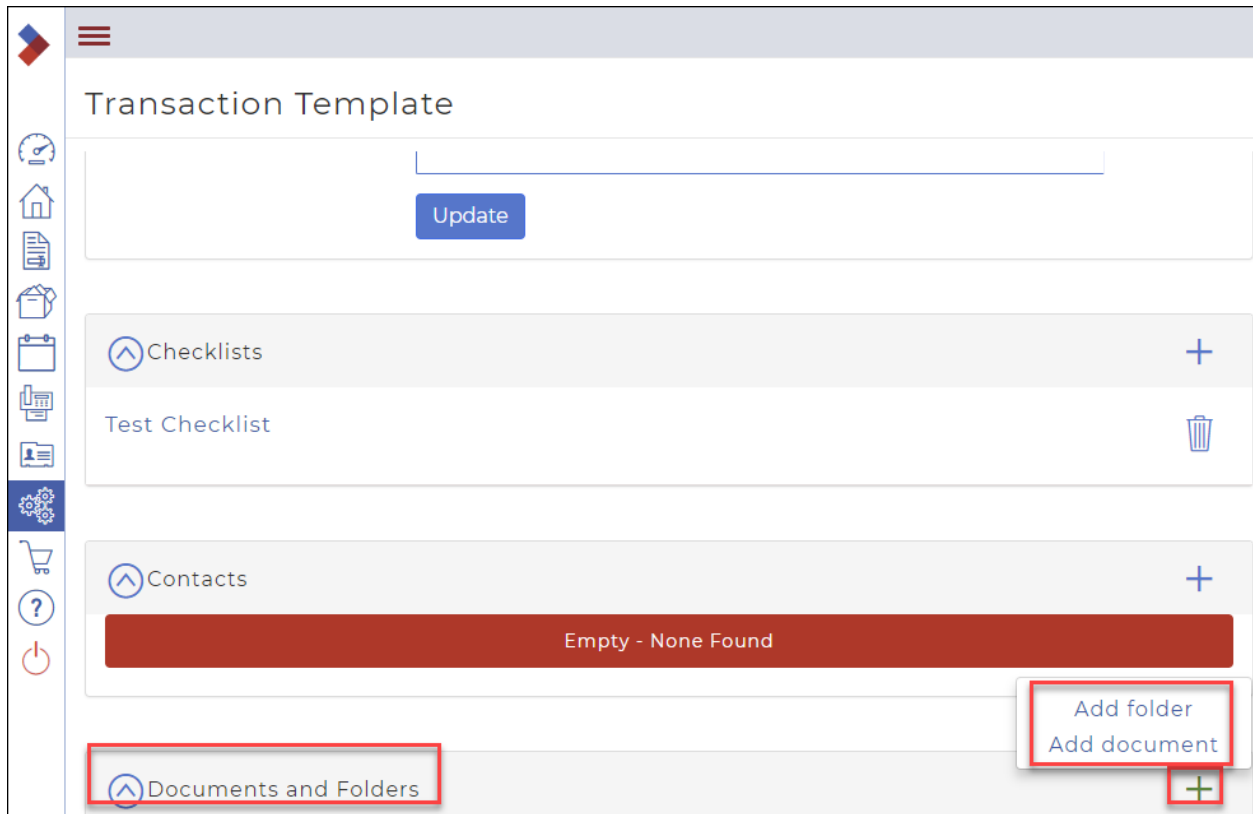 Transaction Template
Update
Checklists
Test Checklist
Contacts
Empty - None Found
Add folder
Add document
Documents and Folders
?